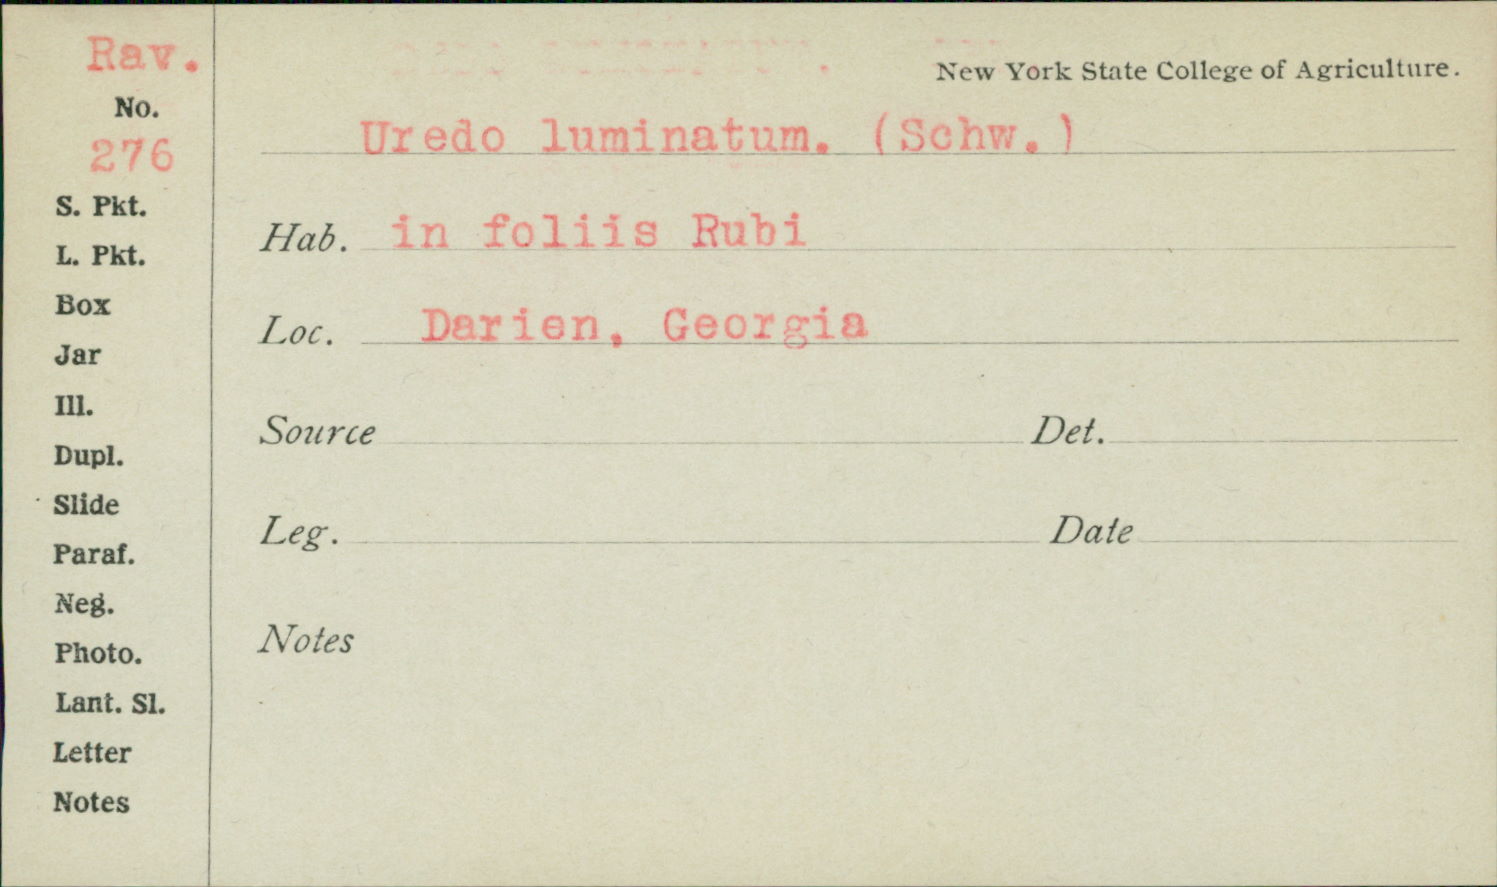 Rav.
No.
276
S. Pkt.
L. Pkt.
Box
Jar
Ill.
Dupl.
Slide
Paraf.
Neg.
Photo.
Lant. Sl.
Letter
Notes
New York State College of Agriculture.
Uredo luminatum. (Schw.)
Hab. in foliis Rubi
Loc. Darien, Georgia
Source Det.
Leg. Date
Notes